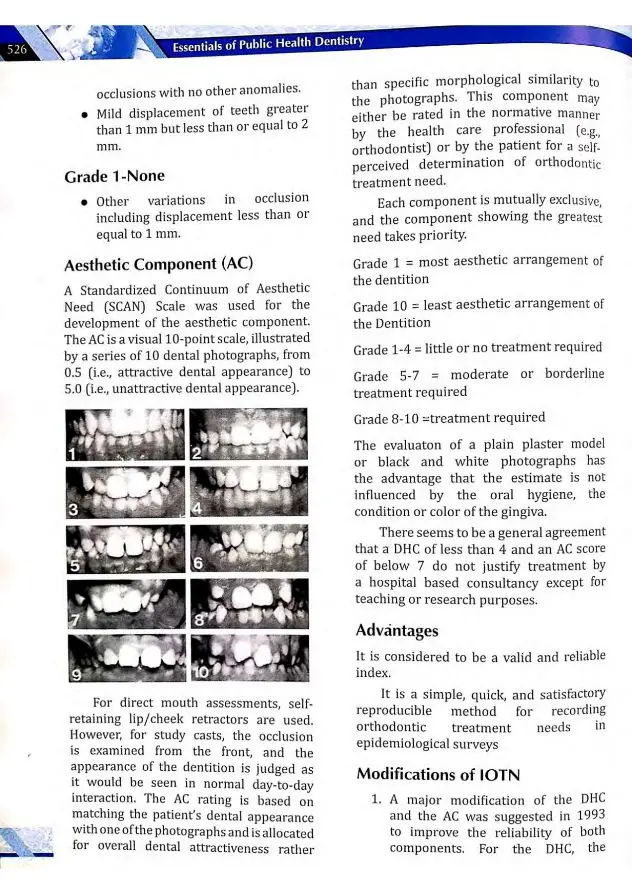 526
Essentials of Public Health Dentistry
occlusions with no other anomalies.
● Mild displacement of teeth greater
than 1 mm but less than or equal to 2
mm.
Grade 1-None
● Other variations in occlusion
including displacement less than or
equal to 1 mm.
Aesthetic Component (AC)
A Standardized Continuum of Aesthetic
Need (SCAN) Scale was used for the
development of the aesthetic component.
The AC is a visual 10-point scale, illustrated
by a series of 10 dental photographs, from
0.5 (i.e., attractive dental appearance) to
5.0 (i.e., unattractive dental appearance).
1
2
3
4
5
6
7
8
9
10
For direct mouth assessments, self-
retaining lip/cheek retractors are used.
However, for study casts, the occlusion
is examined from the front, and the
appearance of the dentition is judged as
it would be seen in normal day-to-day
interaction. The AC rating is based on
matching the patient's dental appearance
with one of the photographs and is allocated
for overall dental attractiveness rather
than specific morphological similarity to
the photographs. This component may
either be rated in the normative manner
by the health care professional (e.g.,
orthodontist) or by the patient for a self-
perceived determination of orthodontic
treatment need.
Each component is mutually exclusive,
and the component showing the greatest
need takes priority.
Grade 1 = most aesthetic arrangement of
the dentition
Grade 10 = least aesthetic arrangement of
the Dentition
Grade 1-4 = little or no treatment required
Grade 5-7 = moderate or borderline
treatment required
Grade 8-10 =treatment required
The evaluaton of a plain plaster model
or black and white photographs has
the advantage that the estimate is not
influenced by the oral hygiene, the
condition or color of the gingiva.
There seems to be a general agreement
that a DHC of less than 4 and an AC score
of below 7 do not justify treatment by
a hospital based consultancy except for
teaching or research purposes.
Advantages
It is considered to be a valid and reliable
index.
It is a simple, quick, and satisfactory
reproducible method for recording
orthodontic treatment needs in
epidemiological surveys
Modifications of IOTN
1. A major modification of the DHC
and the AC was suggested in 1993
to improve the reliability of both
components. For the DHC, the